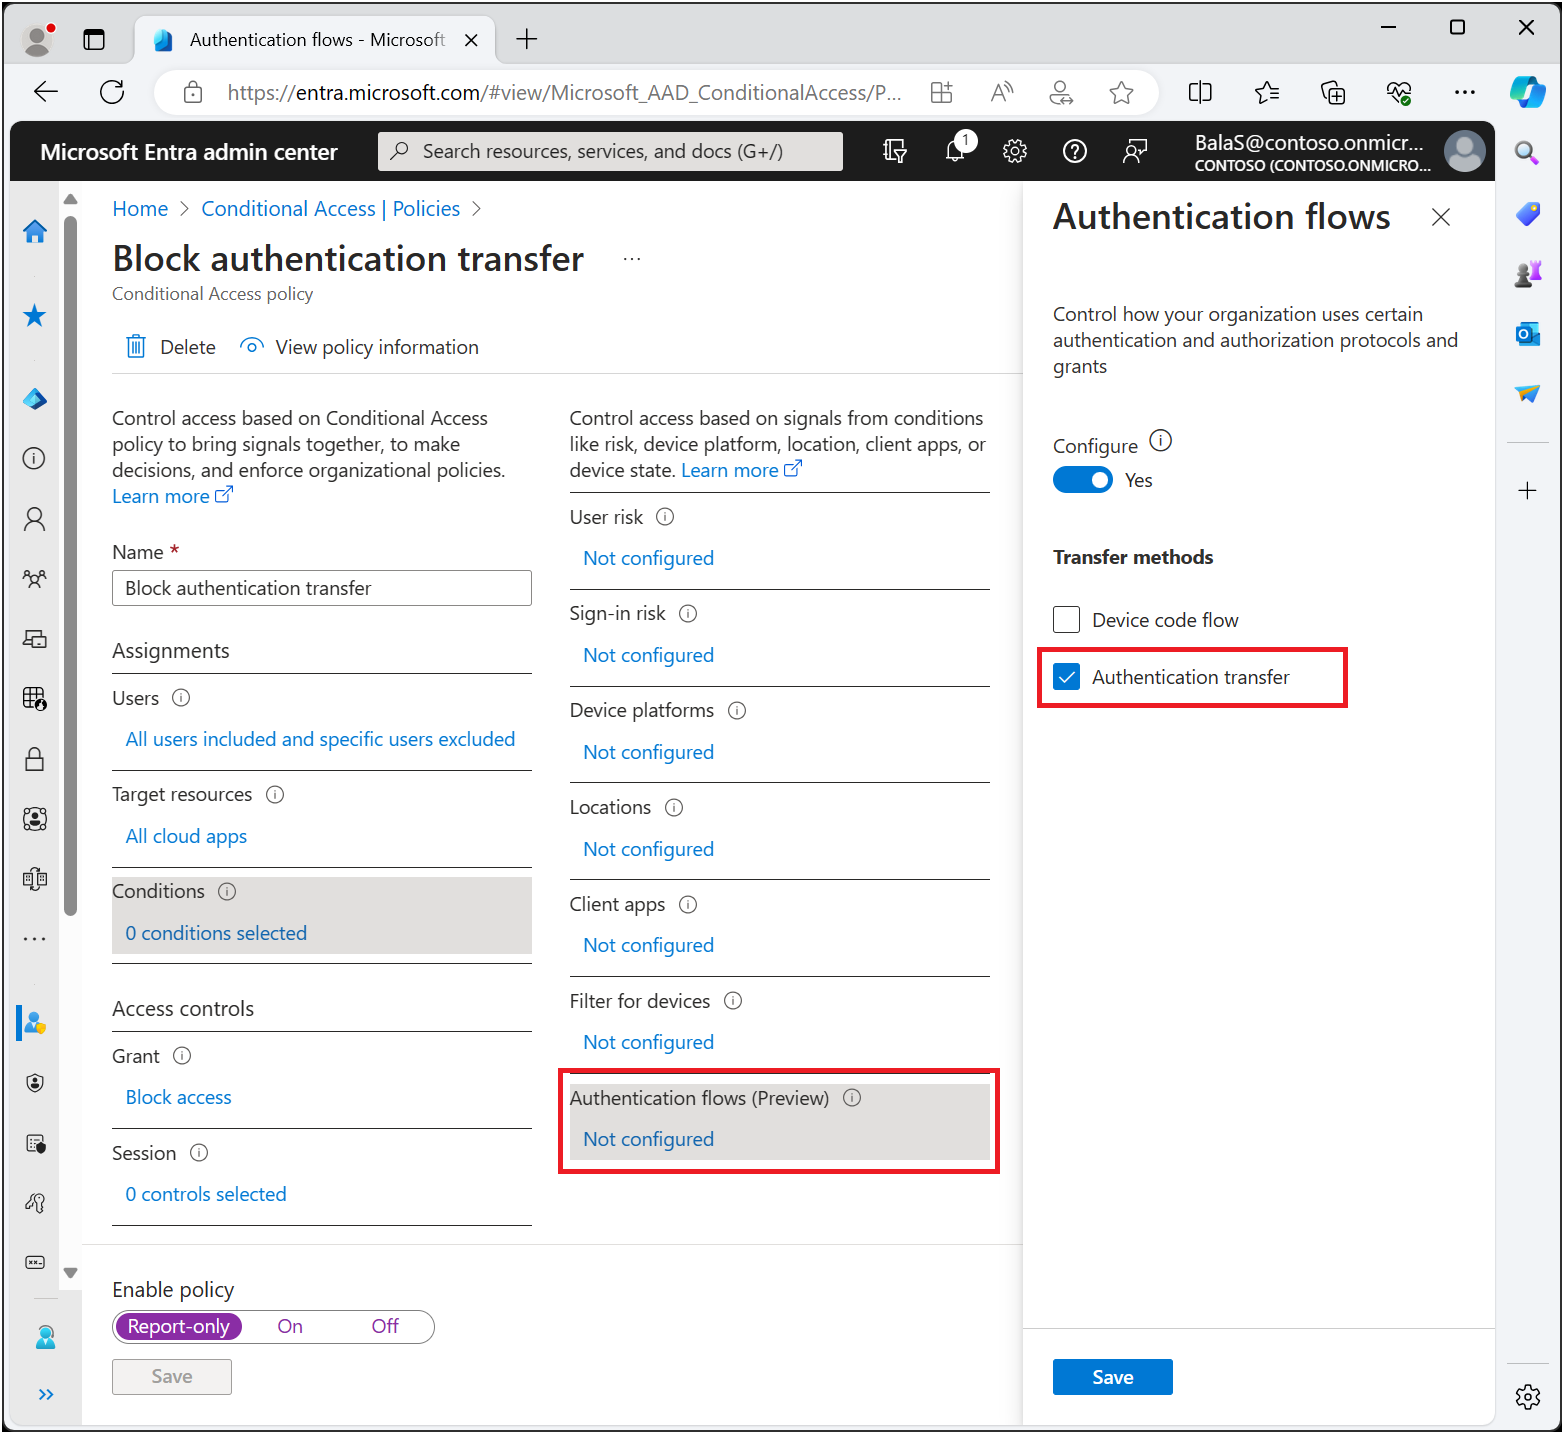 Authentication flows - Microsoft
https://entra.microsoft.com/#view/Microsoft_AAD_ConditionalAccess/P...
Microsoft Entra admin center
Search resources, services, and docs (G+/)
1
BalaS@contoso.onmicr...
CONTOSO (CONTOSO.ONMICRO...
Home > Conditional Access | Policies >
Block authentication transfer ...
Conditional Access policy
Delete
View policy information
Control access based on Conditional Access
policy to bring signals together, to make
decisions, and enforce organizational policies.
Learn more
Name *
Block authentication transfer
Assignments
Users
All users included and specific users excluded
Target resources
All cloud apps
Conditions
0 conditions selected
Access controls
Grant
Block access
Session
0 controls selected
Enable policy
Report-only
On
Off
Save
Control access based on signals from conditions
like risk, device platform, location, client apps, or
device state. Learn more
User risk
Not configured
Sign-in risk
Not configured
Device platforms
Not configured
Locations
Not configured
Client apps
Not configured
Filter for devices
Not configured
Authentication flows (Preview)
Not configured
Authentication flows
Control how your organization uses certain
authentication and authorization protocols and
grants
Configure
Yes
Transfer methods
Device code flow
Authentication transfer
Save